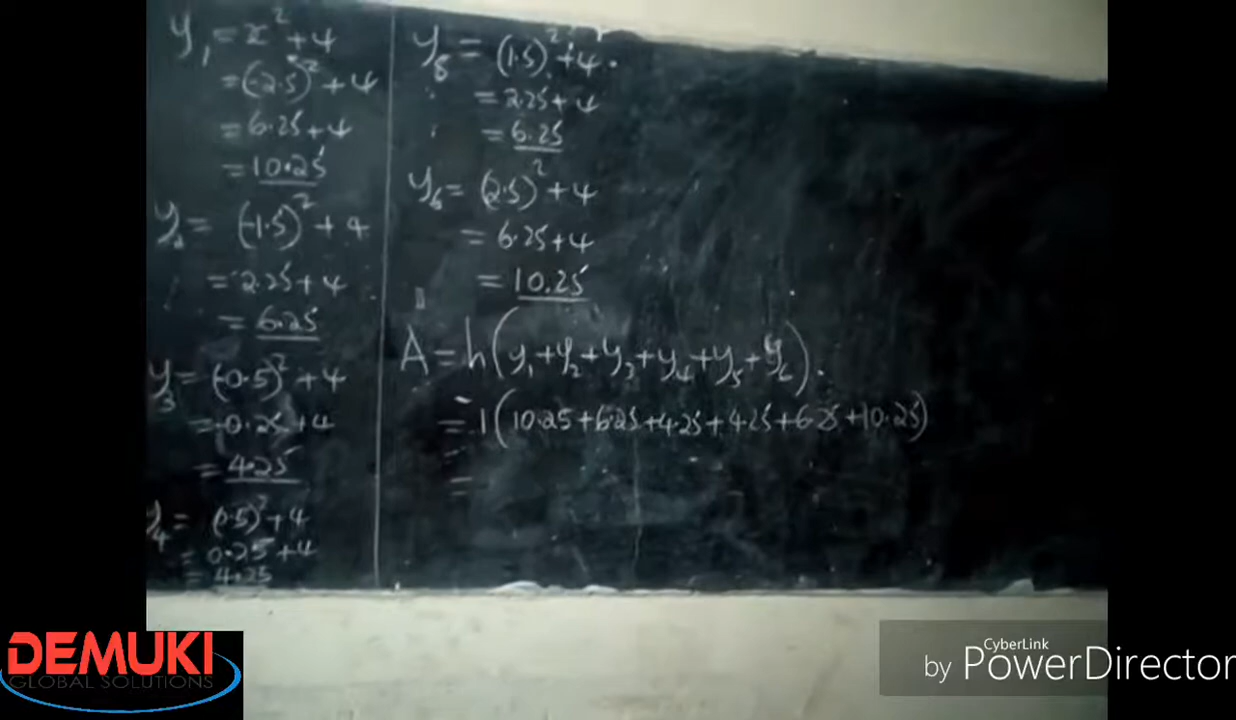 y₁ = x² + 4
= (-2.5)² + 4
= 6.25 + 4
= 10.25
= (-1.5)² + 4
= 2.25 + 4
= 6.25
y₃ = (-0.5)² + 4
= 0.25 + 4
= 4.25
y₄ = (0.5)² + 4
= 0.25 + 4
= 4.25
= (1.5)² + 4.
= 2.25 + 4
= 6.25
y₆ = (2.5)² + 4
= 6.25 + 4
= 10.25
A = h(y₁ + y₂ + y₃ + y₄ + y₅ + y₆).
= 1(10.25 + 6.25 + 4.25 + 4.25 + 6.25 + 10.25)
=
DEMUKI
GLOBAL SOLUTIONS
CyberLink
by PowerDirector